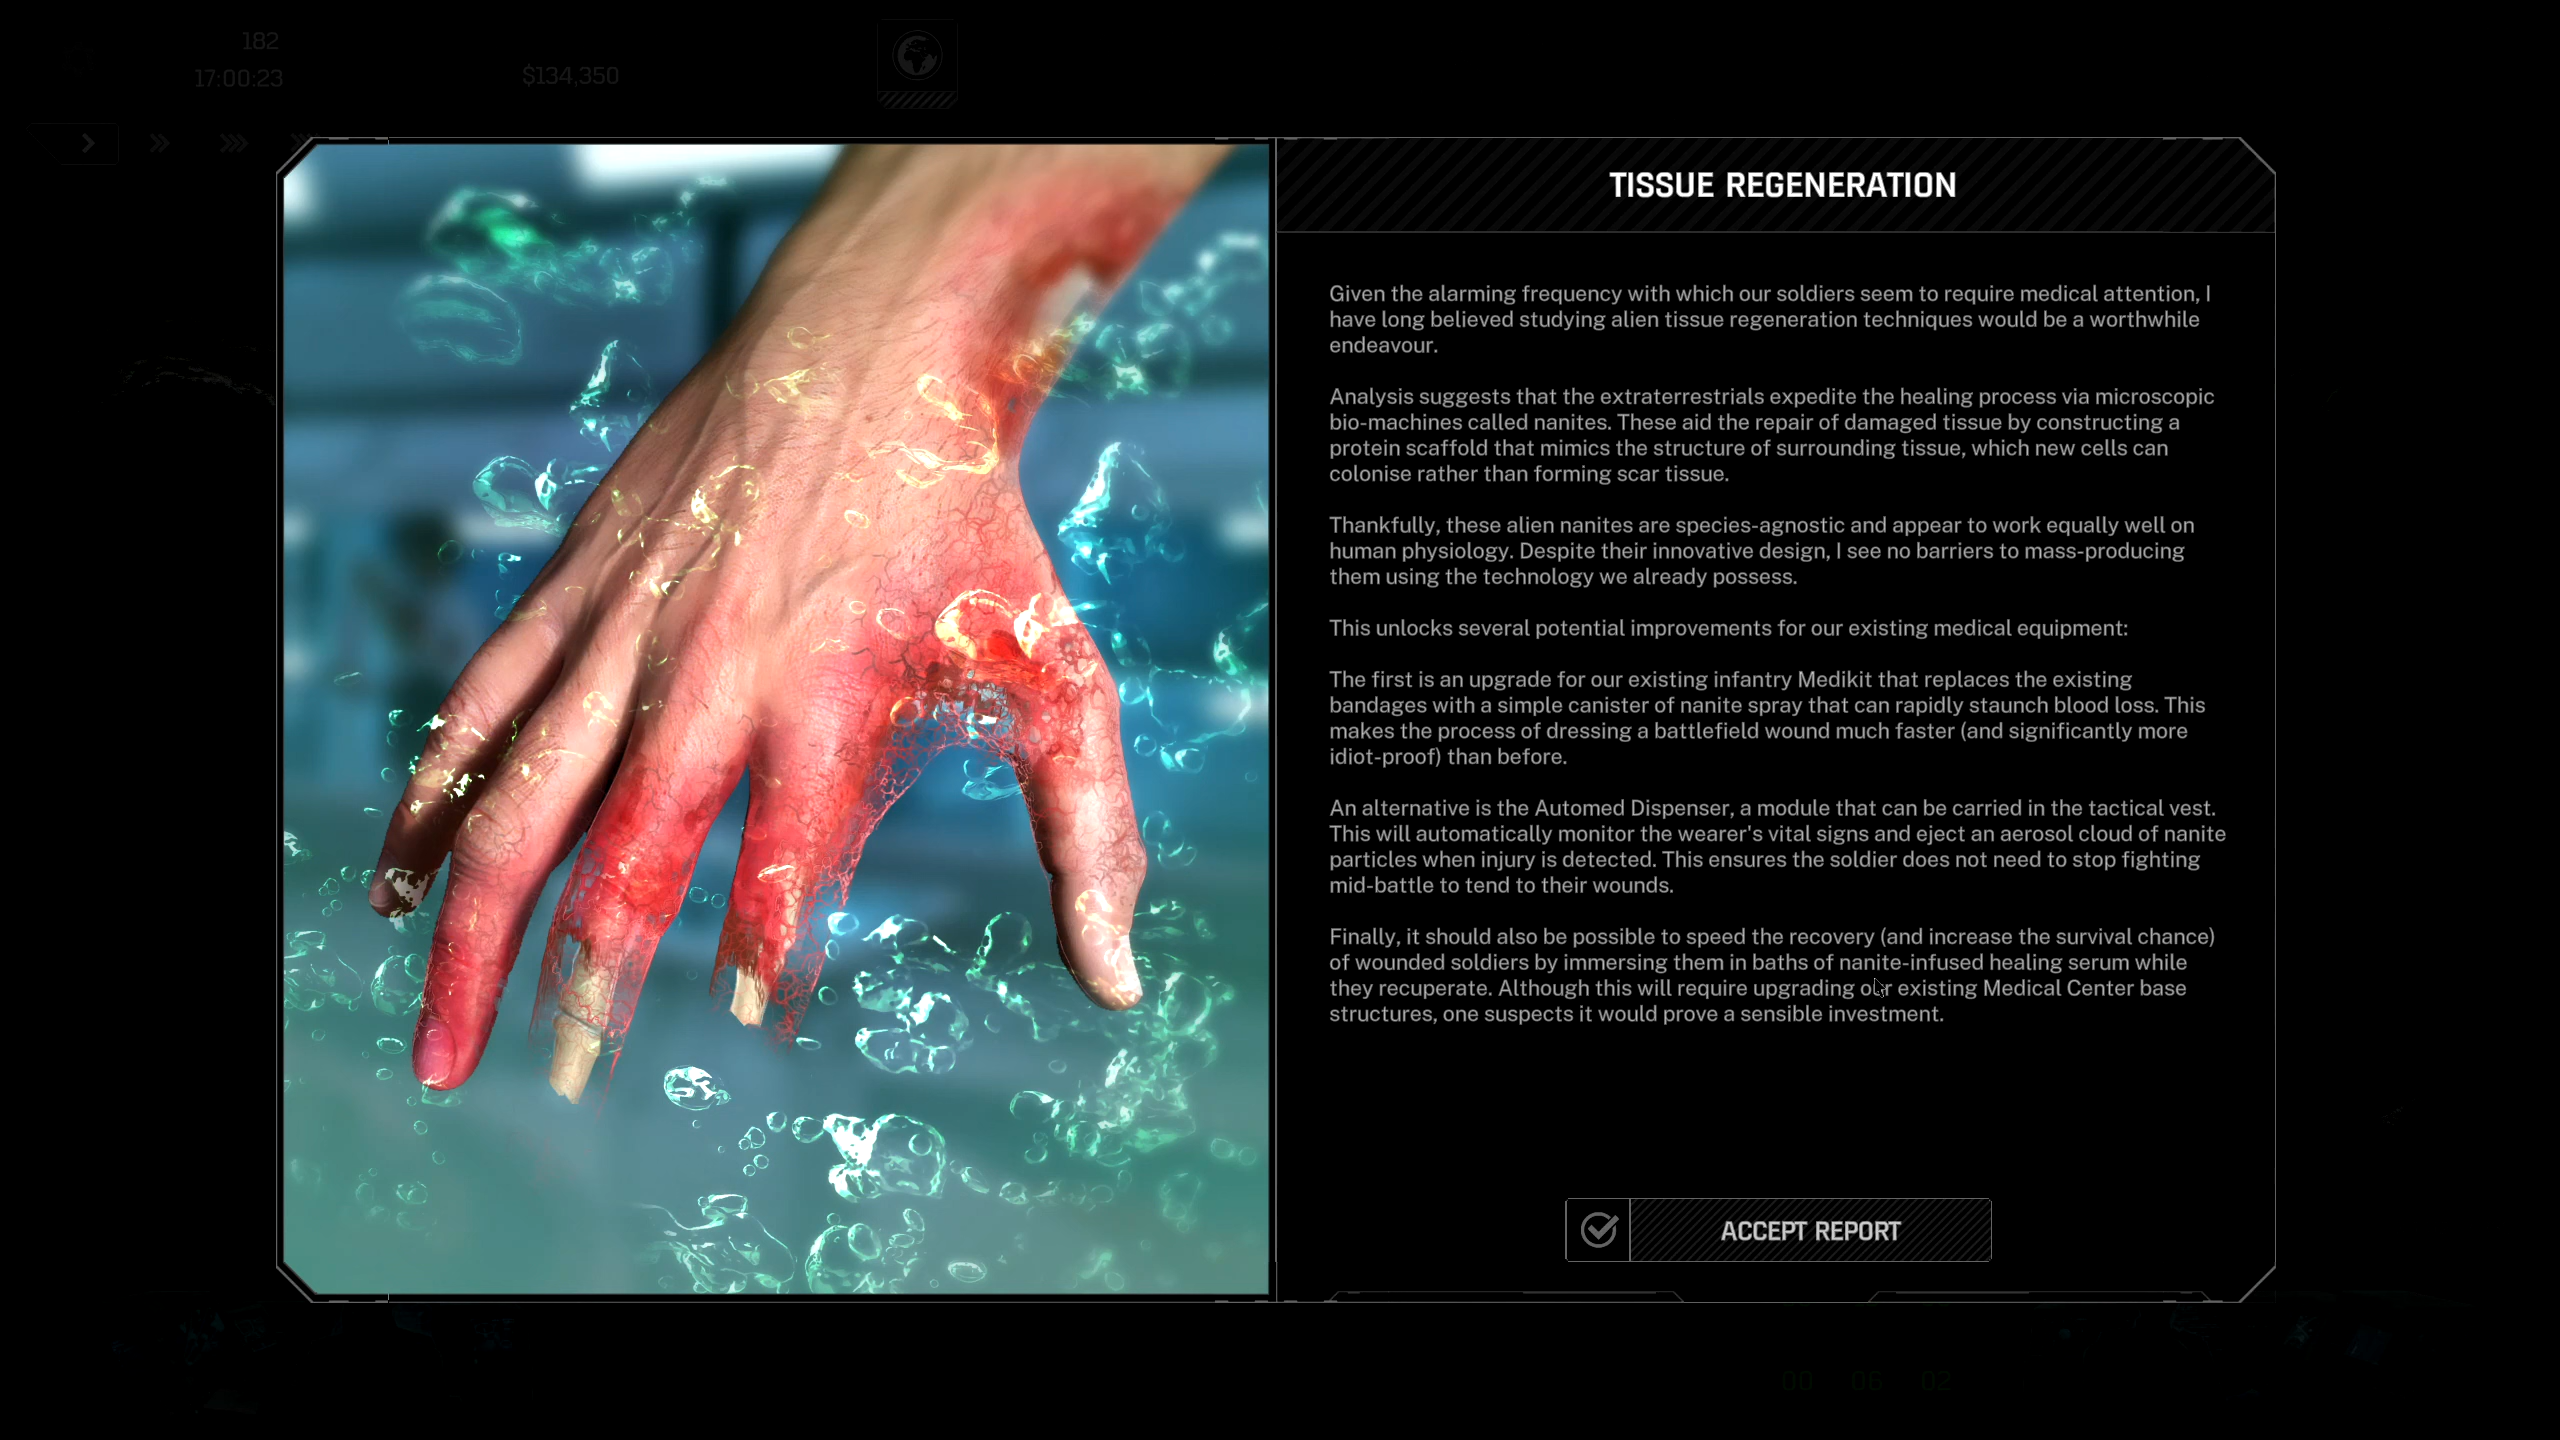 182
17:00:23
$134,350
TISSUE REGENERATION
Given the alarming frequency with which our soldiers seem to require medical attention, I
have long believed studying alien tissue regeneration techniques would be a worthwhile
endeavour.
Analysis suggests that the extraterrestrials expedite the healing process via microscopic
bio-machines called nanites. These aid the repair of damaged tissue by constructing a
protein scaffold that mimics the structure of surrounding tissue, which new cells can
colonise rather than forming scar tissue.
Thankfully, these alien nanites are species-agnostic and appear to work equally well on
human physiology. Despite their innovative design, I see no barriers to mass-producing
them using the technology we already possess.
This unlocks several potential improvements for our existing medical equipment:
The first is an upgrade for our existing infantry Medikit that replaces the existing
bandages with a simple canister of nanite spray that can rapidly staunch blood loss. This
makes the process of dressing a battlefield wound much faster (and significantly more
idiot-proof) than before.
An alternative is the Automed Dispenser, a module that can be carried in the tactical vest.
This will automatically monitor the wearer's vital signs and eject an aerosol cloud of nanite
particles when injury is detected. This ensures the soldier does not need to stop fighting
mid-battle to tend to their wounds.
Finally, it should also be possible to speed the recovery (and increase the survival chance)
of wounded soldiers by immersing them in baths of nanite-infused healing serum while
they recuperate. Although this will require upgrading our existing Medical Center base
structures, one suspects it would prove a sensible investment.
ACCEPT REPORT
00 06 02